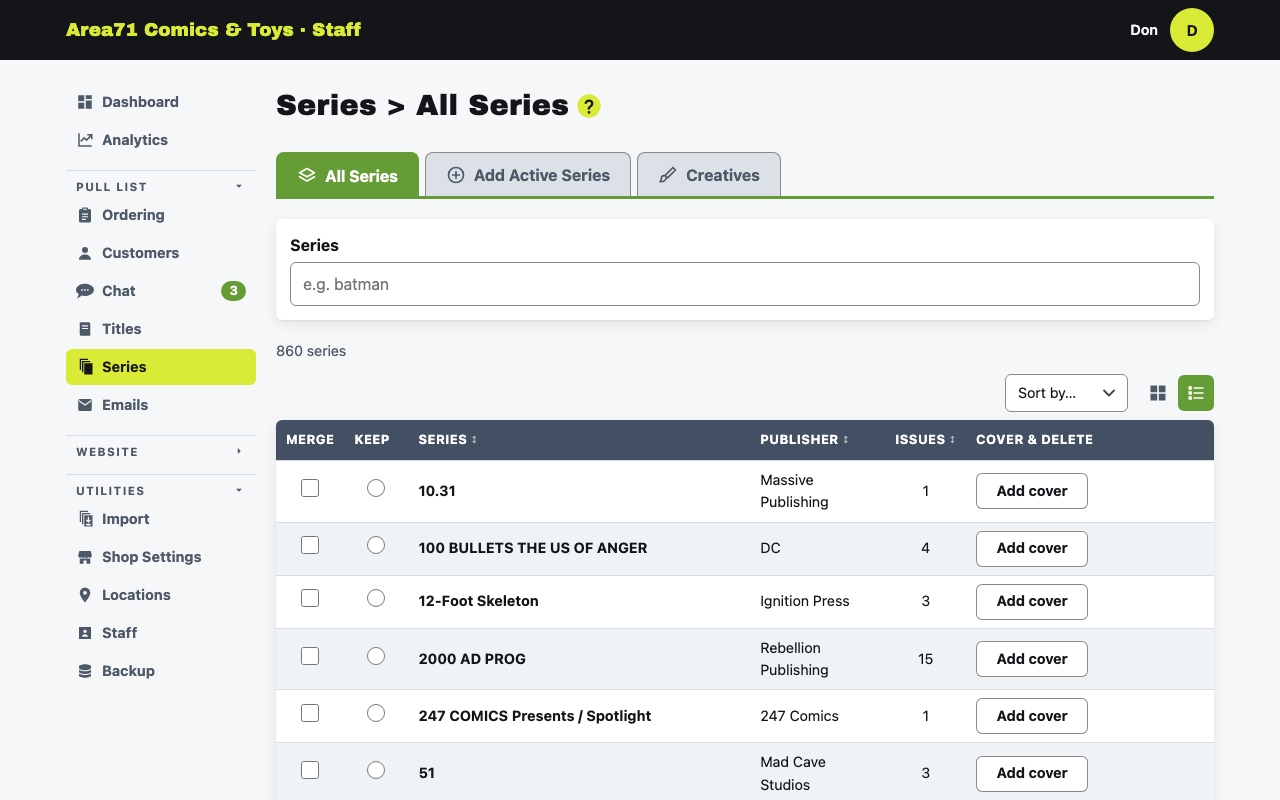 Area71 Comics & Toys · Staff
Don
D
Dashboard
Analytics
PULL LIST
Ordering
Customers
Chat
3
Titles
Series
Emails
WEBSITE
UTILITIES
Import
Shop Settings
Locations
Staff
Backup
Series > All Series ?
All Series
Add Active Series
Creatives
Series
e.g. batman
860 series
Sort by...
MERGE KEEP SERIES ↕ PUBLISHER ↕ ISSUES ↕ COVER & DELETE
10.31 Massive Publishing 1 Add cover
100 BULLETS THE US OF ANGER DC 4 Add cover
12-Foot Skeleton Ignition Press 3 Add cover
2000 AD PROG Rebellion Publishing 15 Add cover
247 COMICS Presents / Spotlight 247 Comics 1 Add cover
51 Mad Cave Studios 3 Add cover